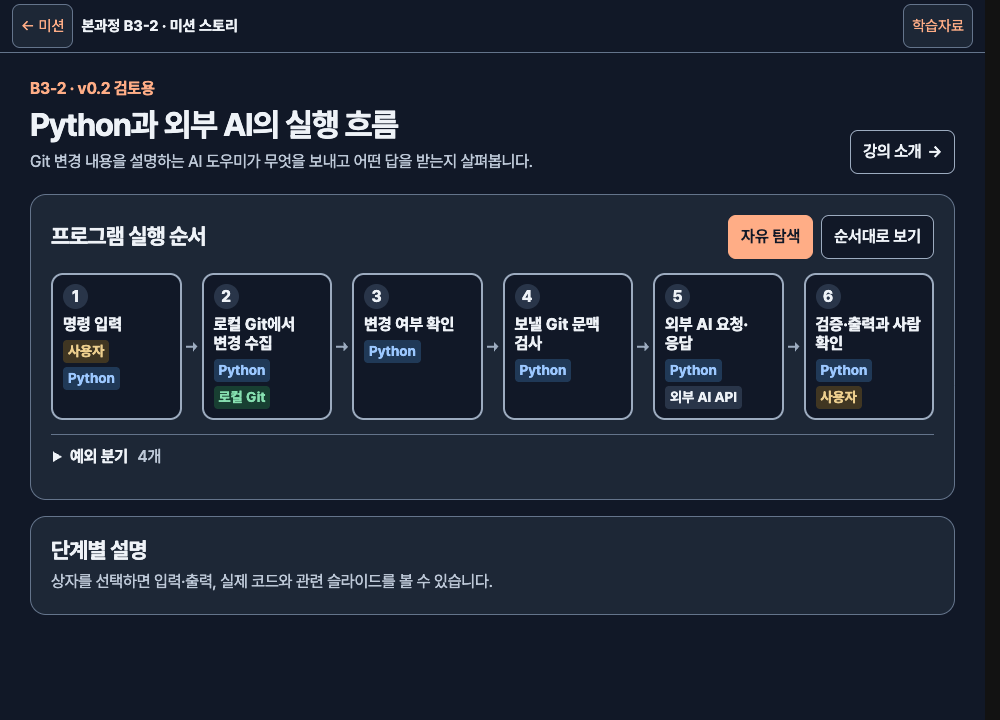 ← 미션
본과정 B3-2 · 미션 스토리
학습자료
B3-2 · v0.2 검토용
Python과 외부 AI의 실행 흐름
Git 변경 내용을 설명하는 AI 도우미가 무엇을 보내고 어떤 답을 받는지 살펴봅니다.
강의 소개 →
프로그램 실행 순서
자유 탐색
순서대로 보기
1
명령 입력
사용자
Python
→
2
로컬 Git에서
변경 수집
Python
로컬 Git
→
3
변경 여부 확인
Python
→
4
보낼 Git 문맥
검사
Python
→
5
외부 AI 요청·
응답
Python
외부 AI API
→
6
검증·출력과 사람
확인
Python
사용자
▶ 예외 분기 4개
단계별 설명
상자를 선택하면 입력·출력, 실제 코드와 관련 슬라이드를 볼 수 있습니다.